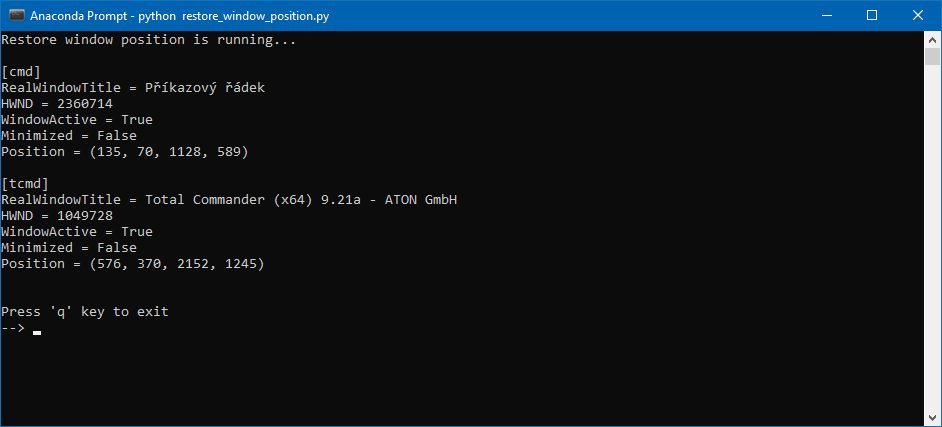 Anaconda Prompt - python  restore_window_position.py
Restore window position is running...
[cmd]
RealWindowTitle = Příkazový řádek
HWND = 2360714
WindowActive = True
Minimized = False
Position = (135, 70, 1128, 589)
[tcmd]
RealWindowTitle = Total Commander (x64) 9.21a - ATON GmbH
HWND = 1049728
WindowActive = True
Minimized = False
Position = (576, 370, 2152, 1245)
Press 'q' key to exit
--> _